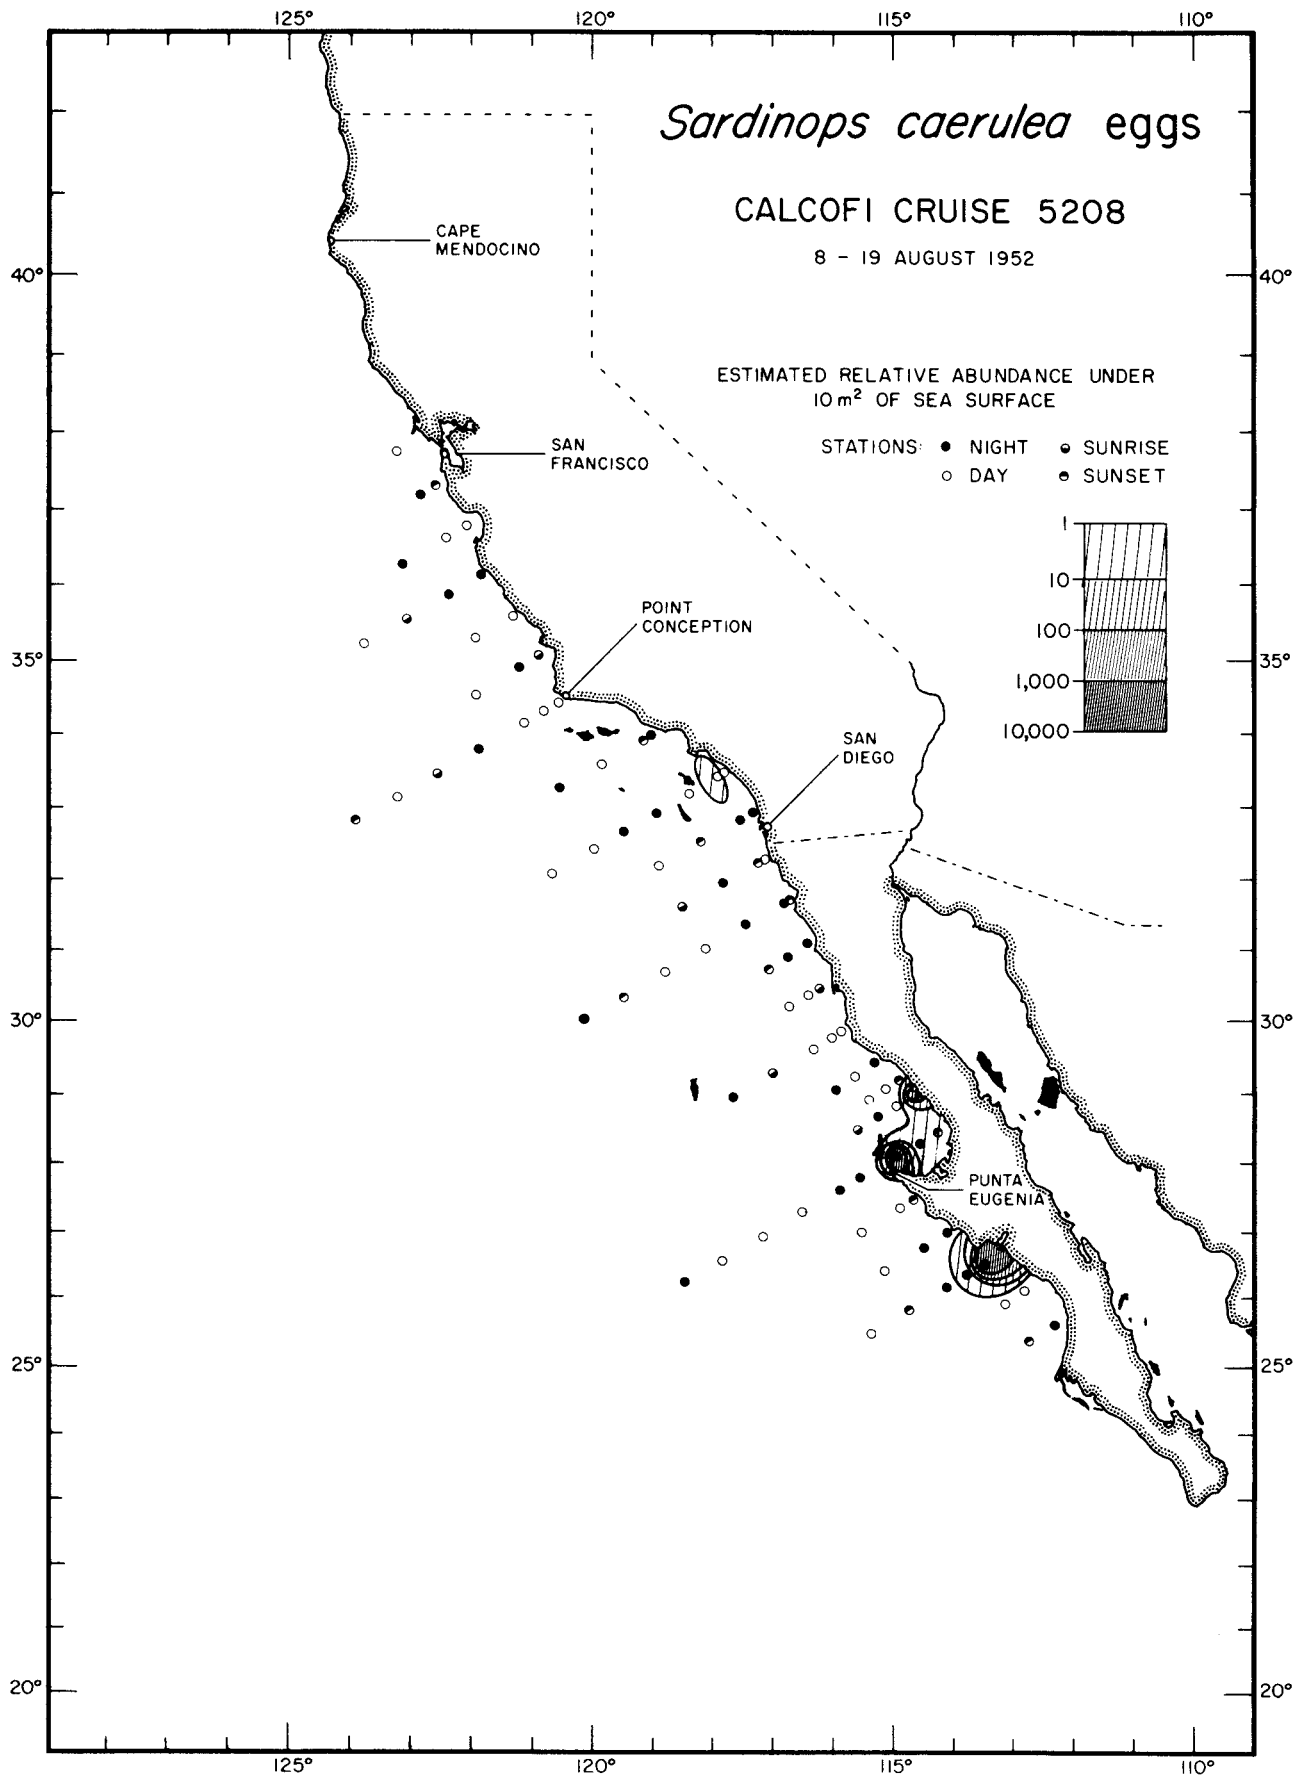 125° 120° 115° 110°
Sardinops caerulea eggs
CALCOFI CRUISE 5208
8 – 19 AUGUST 1952
CAPE
MENDOCINO
40° 40°
ESTIMATED RELATIVE ABUNDANCE UNDER
10 m² OF SEA SURFACE
STATIONS: ● NIGHT ◒ SUNRISE
○ DAY ◓ SUNSET
SAN
FRANCISCO
1
10
100
1,000
10,000
POINT
CONCEPTION
35° 35°
SAN
DIEGO
30° 30°
PUNTA
EUGENIA
25° 25°
20° 20°
125° 120° 115° 110°